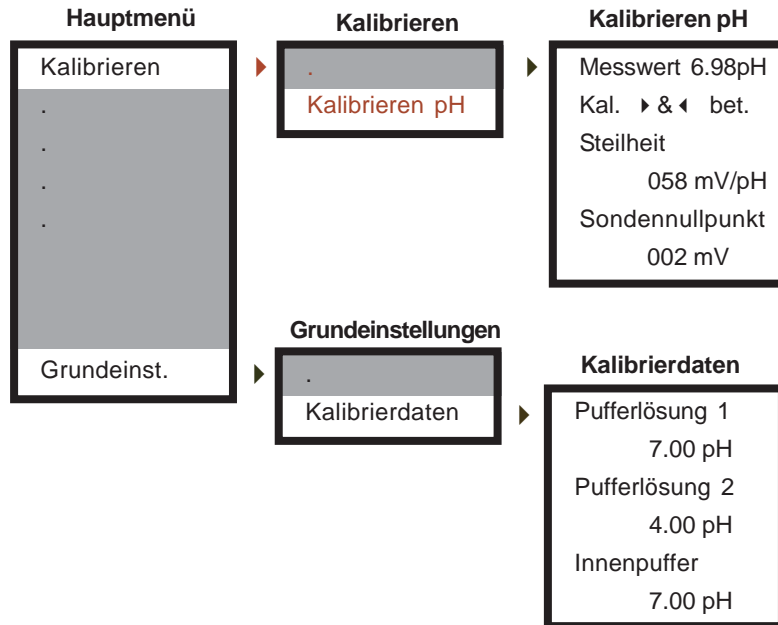 Hauptmenü
Kalibrieren
.
.
.
.
Grundeinst.
Kalibrieren
.
Kalibrieren pH
Kalibrieren pH
Messwert 6.98pH
Kal. ▸ & ◂ bet.
Steilheit
058 mV/pH
Sondennullpunkt
002 mV
Grundeinstellungen
.
Kalibrierdaten
Kalibrierdaten
Pufferlösung 1
7.00 pH
Pufferlösung 2
4.00 pH
Innenpuffer
7.00 pH